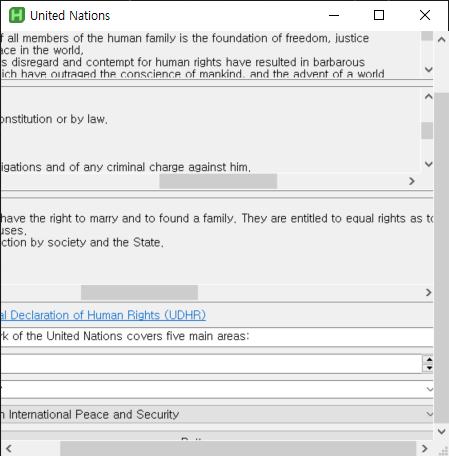 United Nations
f all members of the human family is the foundation of freedom, justice
ace in the world,
s disregard and contempt for human rights have resulted in barbarous
hich have outraged the conscience of mankind, and the advent of a world
onstitution or by law.
igations and of any criminal charge against him.
have the right to marry and to found a family. They are entitled to equal rights as to
uses.
ction by society and the State.
al Declaration of Human Rights (UDHR)
rk of the United Nations covers five main areas:
n International Peace and Security